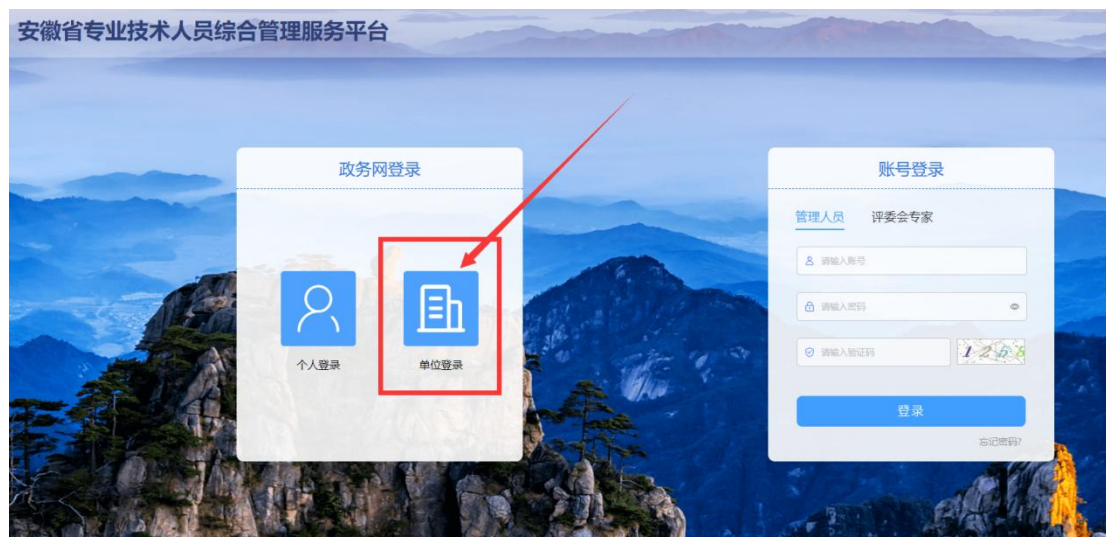 安徽省专业技术人员综合管理服务平台
政务网登录
个人登录
单位登录
账号登录
管理人员 评委会专家
请输入账号
请输入密码
请输入验证码
登录
忘记密码?